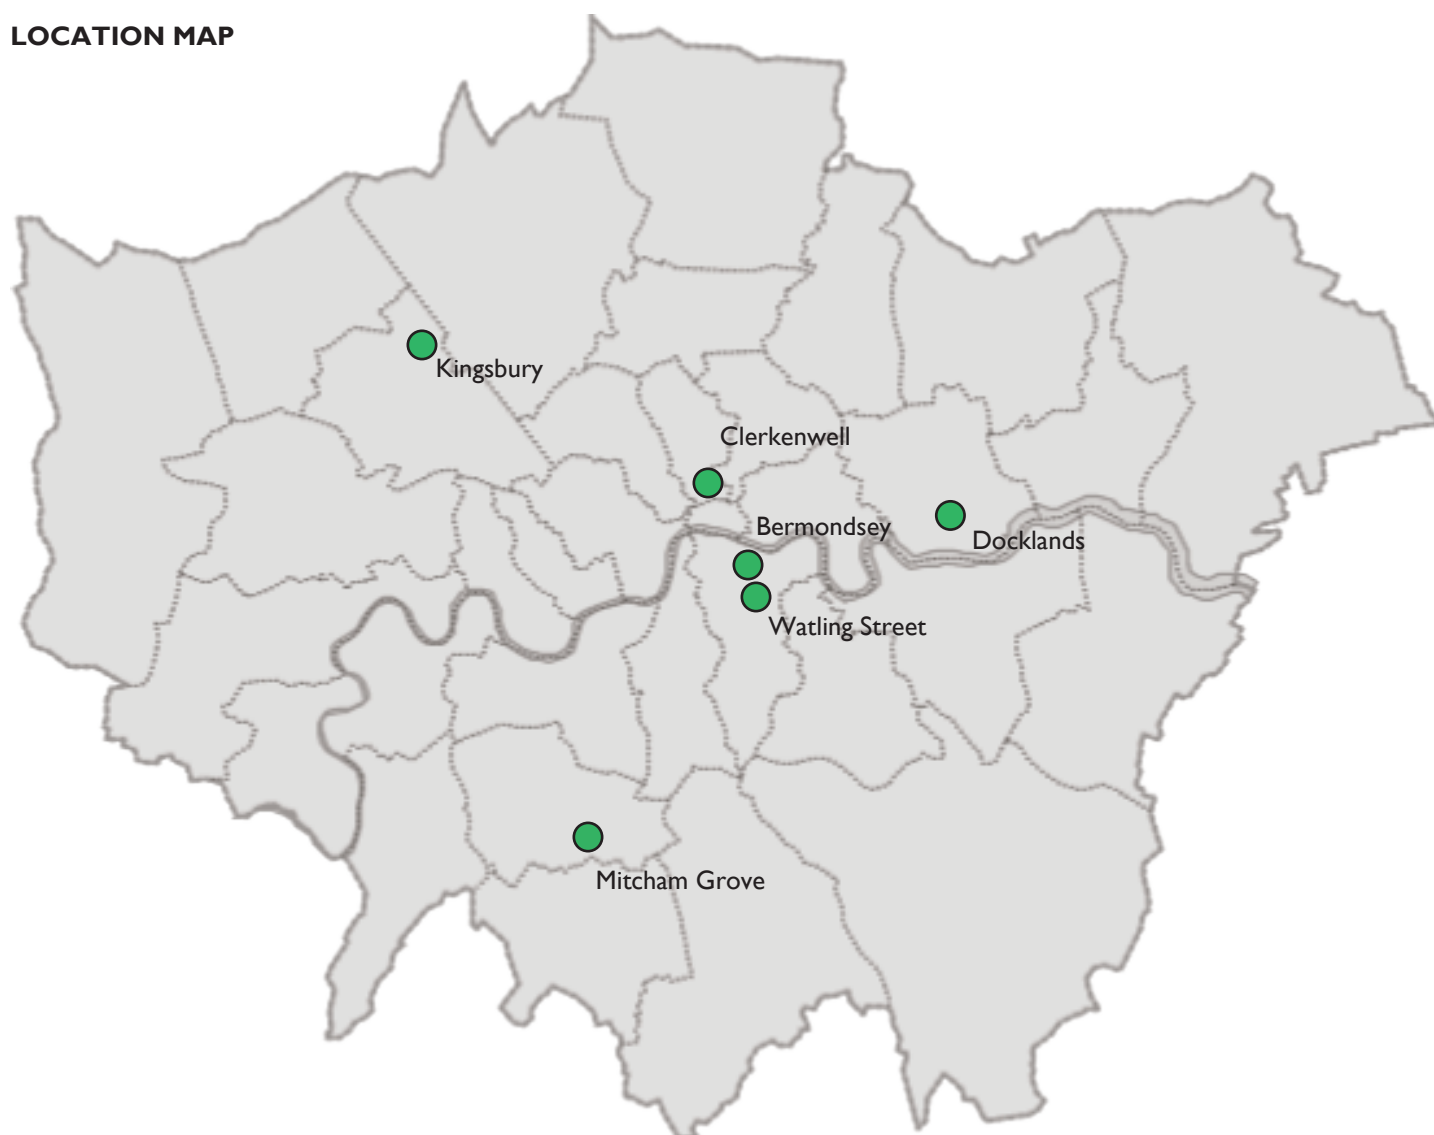 LOCATION MAP
Kingsbury
Clerkenwell
Bermondsey
Docklands
Watling Street
Mitcham Grove